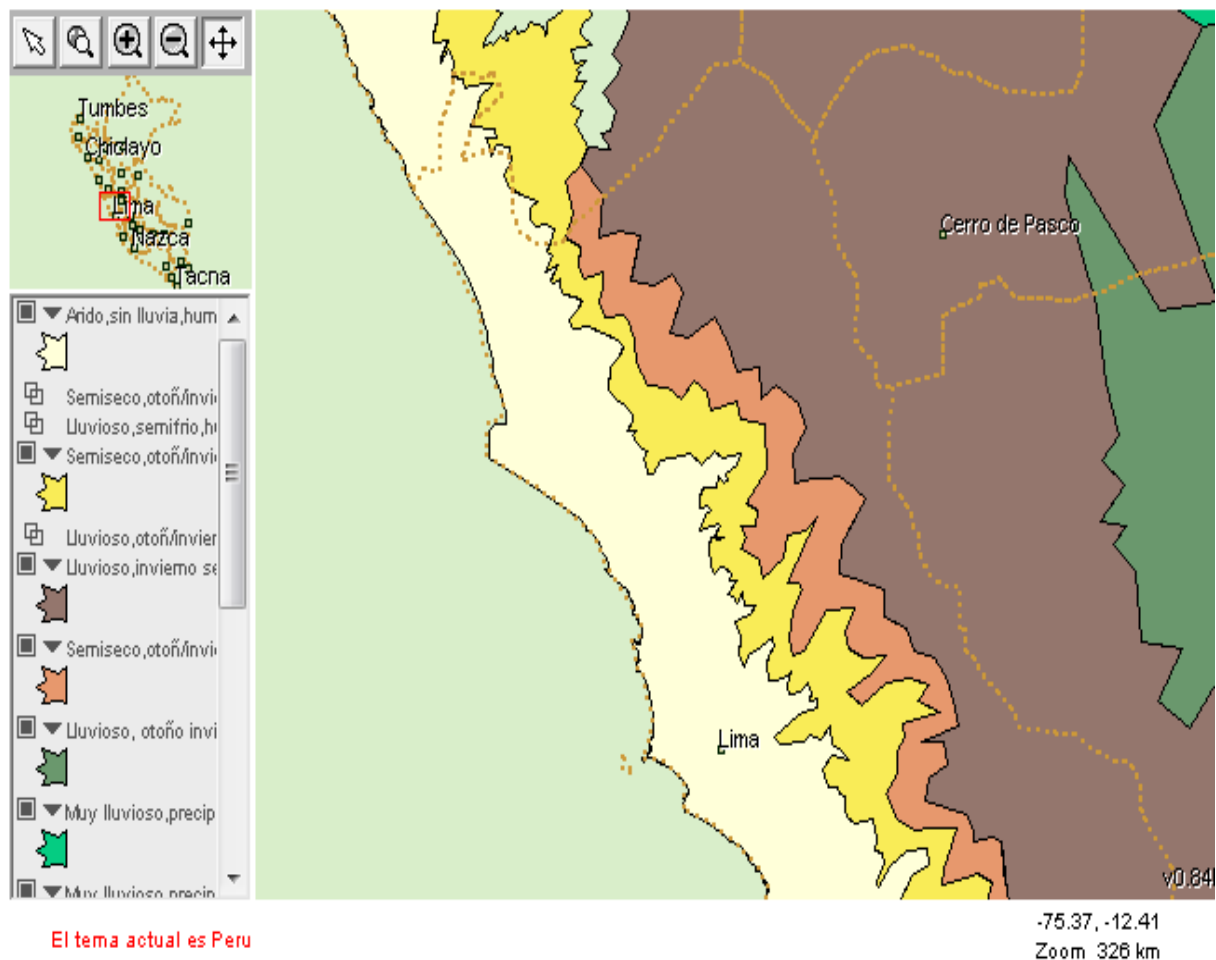 Tumbes
Chiclayo
Lima
Nazca
Tacna
Arido,sin lluvia,hum
Semiseco,otoñ/invi
Lluvioso,semifrio,h
Semiseco,otoñ/invi
Lluvioso,otoñ/invier
Lluvioso,invierno se
Semiseco,otoñ/invi
Lluvioso, otoño invi
Muy lluvioso,precip
Muy lluvioso,precip
Cerro de Pasco
Lima
v0.84
El tema actual es Peru
-75.37, -12.41
Zoom 326 km